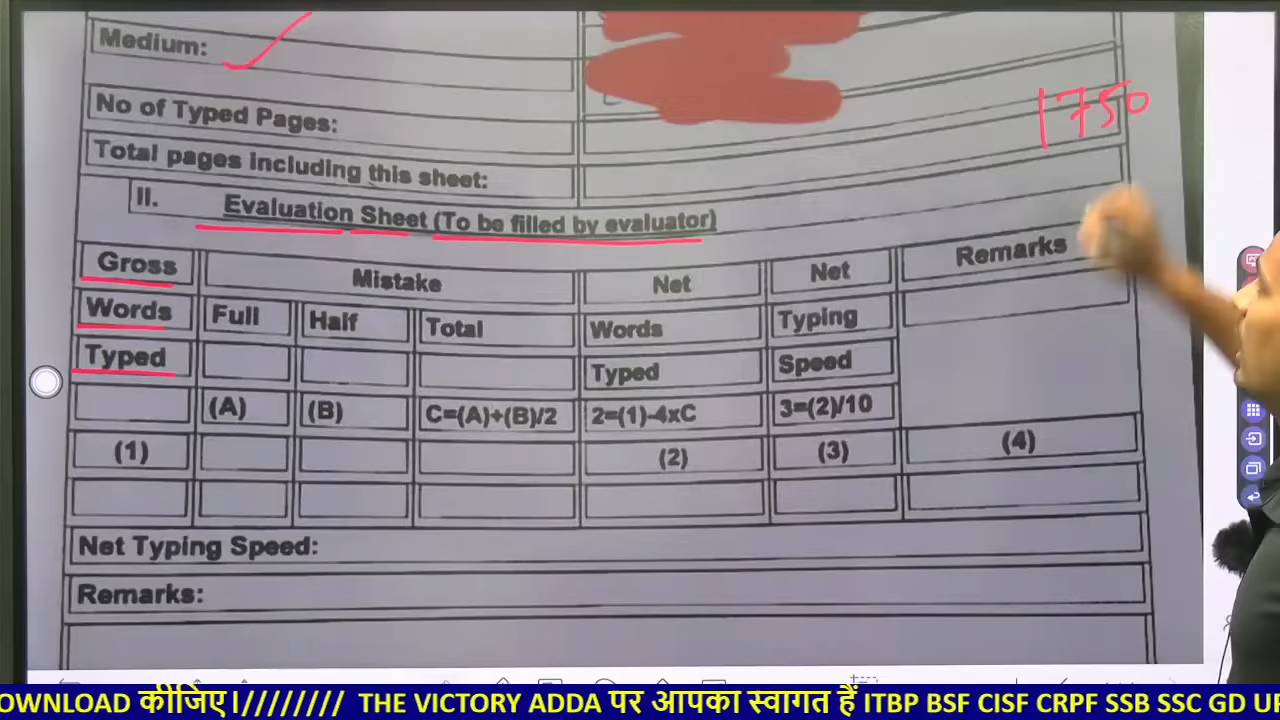 Medium:
1750
No of Typed Pages:
Total pages including this sheet:
II. Evaluation Sheet (To be filled by evaluator)
Gross Mistake Net Net Remarks
Words Full Half Total Words Typing
Typed Typed Speed
(A) (B) C=(A)+(B)/2 2=(1)-4xC 3=(2)/10
(1) (2) (3) (4)
Net Typing Speed:
Remarks:
OWNLOAD कीजिए।//////// THE VICTORY ADDA पर आपका स्वागत हैं ITBP BSF CISF CRPF SSB SSC GD UP